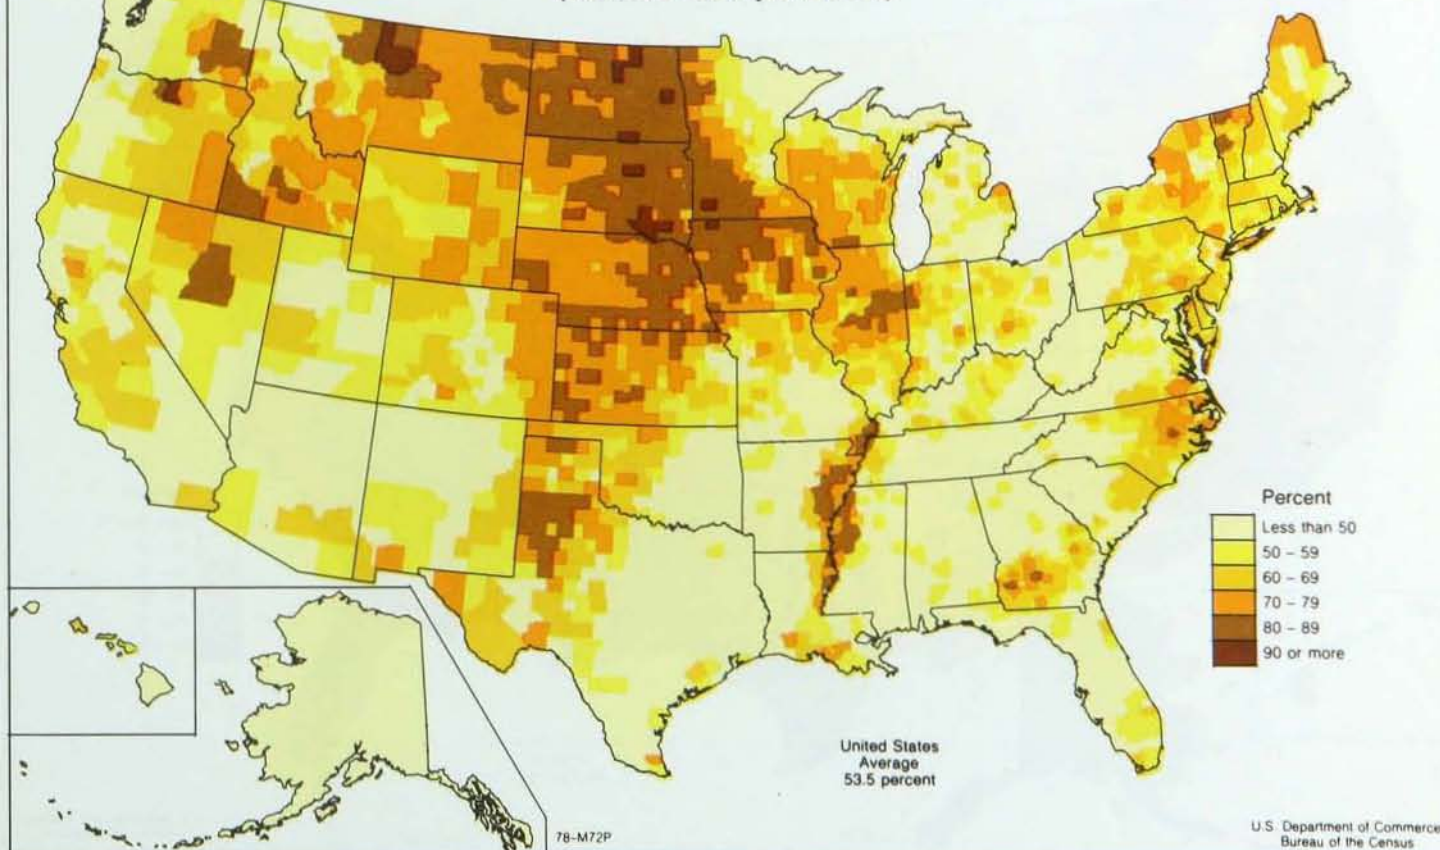 Percent
Less than 50
50 – 59
60 – 69
70 – 79
80 – 89
90 or more
United States
Average
53.5 percent
78-M72P
U.S. Department of Commerce
Bureau of the Census